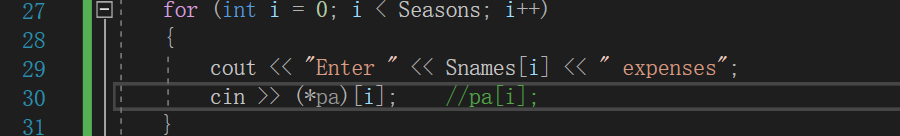 27 for (int i = 0; i < Seasons; i++)
28 {
29 cout << "Enter " << Snames[i] << " expenses";
30 cin >> (*pa)[i]; //pa[i];
31 }